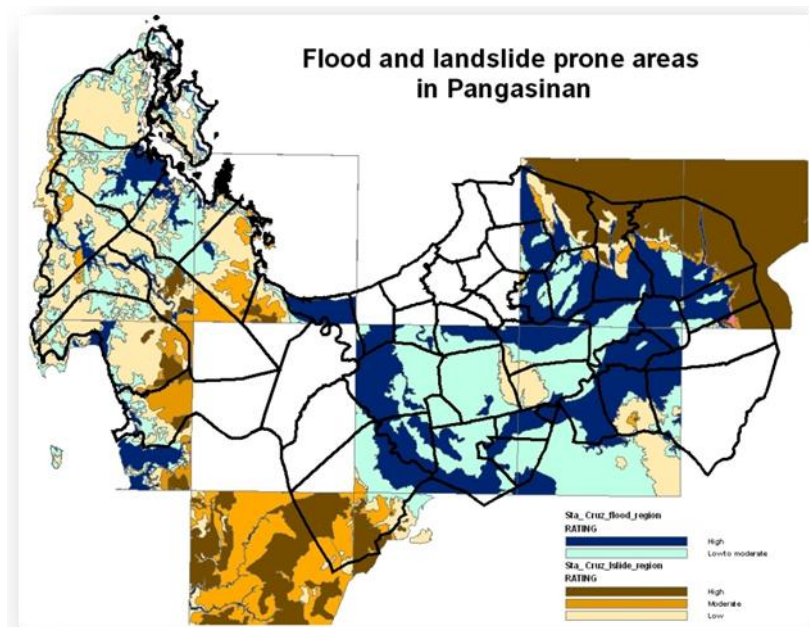 Flood and landslide prone areas
in Pangasinan
Sta_Cruz_flood_region
RATING
High
Low to moderate
Sta_Cruz_lslide_region
RATING
High
Moderate
Low